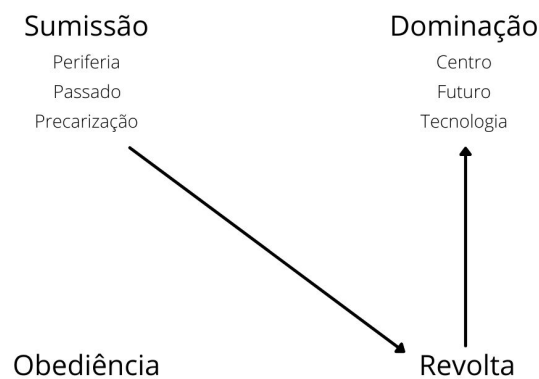 Sumissão
Periferia
Passado
Precarização
Dominação
Centro
Futuro
Tecnologia
Obediência
Revolta